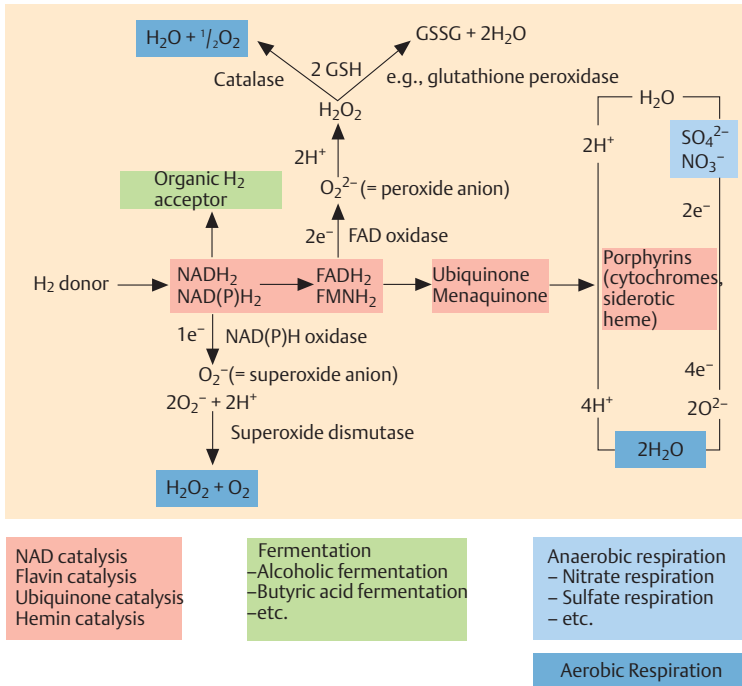 H₂O + ¹/₂O₂
GSSG + 2H₂O
2 GSH
Catalase
e.g., glutathione peroxidase
H₂O₂
H₂O
2H⁺
2H⁺
SO₄²⁻
NO₃⁻
Organic H₂
acceptor
O₂²⁻ (= peroxide anion)
2e⁻
2e⁻ FAD oxidase
H₂ donor
NADH₂
NAD(P)H₂
FADH₂
FMNH₂
Ubiquinone
Menaquinone
Porphyrins
(cytochromes,
siderotic
heme)
1e⁻ NAD(P)H oxidase
O₂⁻ (= superoxide anion)
4e⁻
2O₂⁻ + 2H⁺
4H⁺
2O²⁻
Superoxide dismutase
2H₂O
H₂O₂ + O₂
NAD catalysis
Flavin catalysis
Ubiquinone catalysis
Hemin catalysis
Fermentation
–Alcoholic fermentation
–Butyric acid fermentation
–etc.
Anaerobic respiration
– Nitrate respiration
– Sulfate respiration
– etc.
Aerobic Respiration